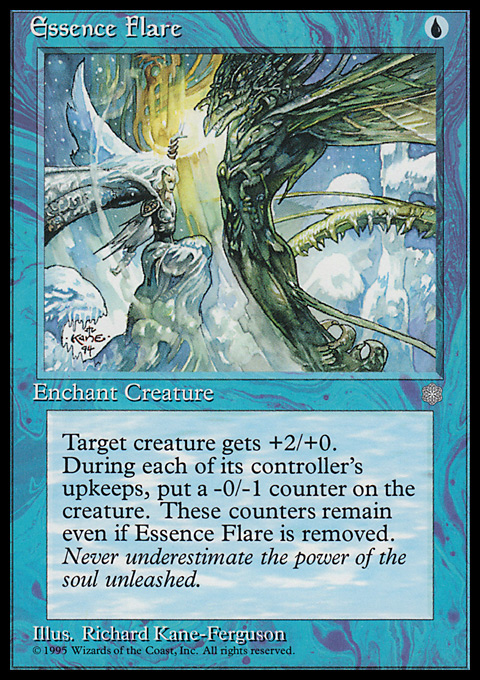 Essence Flare
Kane
94
Enchant Creature
Target creature gets +2/+0.
During each of its controller's
upkeeps, put a -0/-1 counter on the
creature. These counters remain
even if Essence Flare is removed.
Never underestimate the power of the
soul unleashed.
Illus. Richard Kane-Ferguson
© 1995 Wizards of the Coast, Inc. All rights reserved.